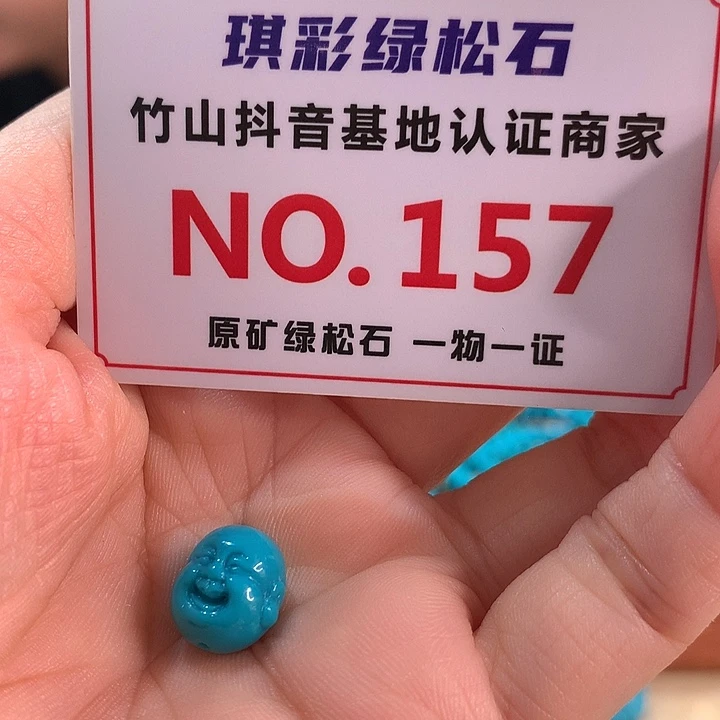 琪彩绿松石
竹山抖音基地认证商家
NO.157
原矿绿松石 一物一证